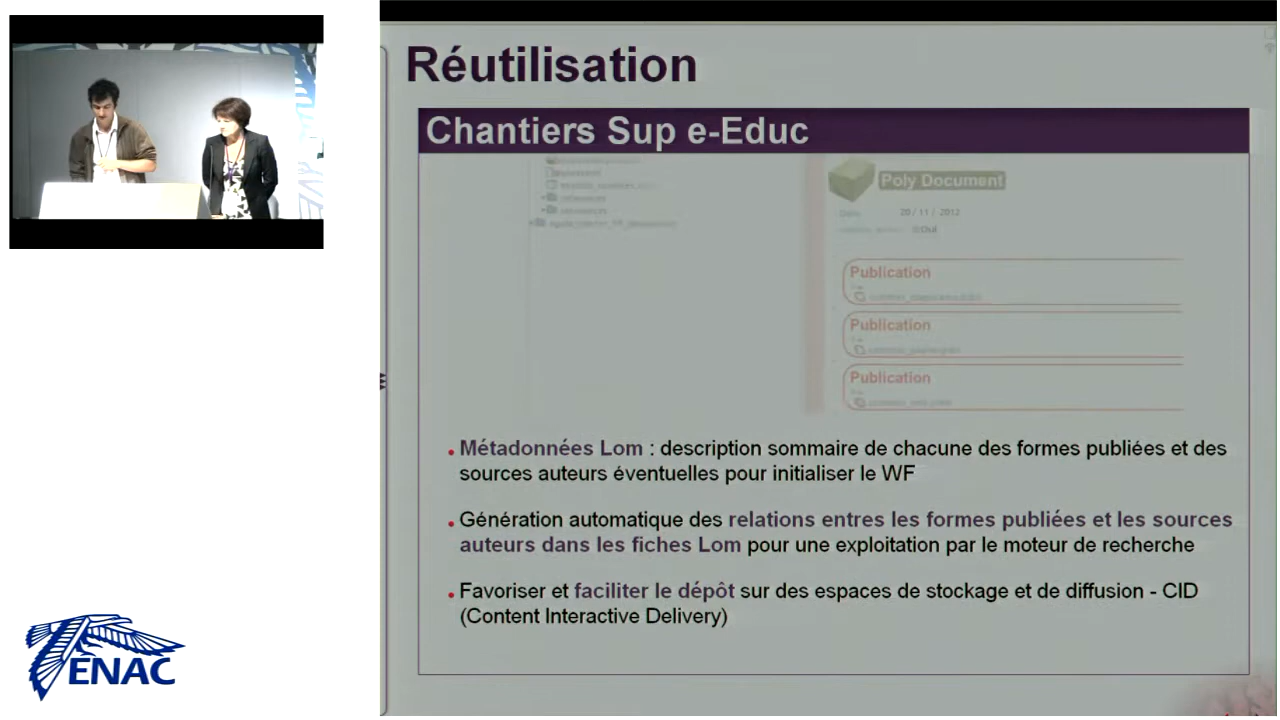 Réutilisation
Chantiers Sup e-Educ
Poly Document
20 / 11 / 2012
Publication
Publication
Publication
Métadonnées Lom : description sommaire de chacune des formes publiées et des
sources auteurs éventuelles pour initialiser le WF
Génération automatique des relations entres les formes publiées et les sources
auteurs dans les fiches Lom pour une exploitation par le moteur de recherche
Favoriser et faciliter le dépôt sur des espaces de stockage et de diffusion - CID
(Content Interactive Delivery)
ENAC